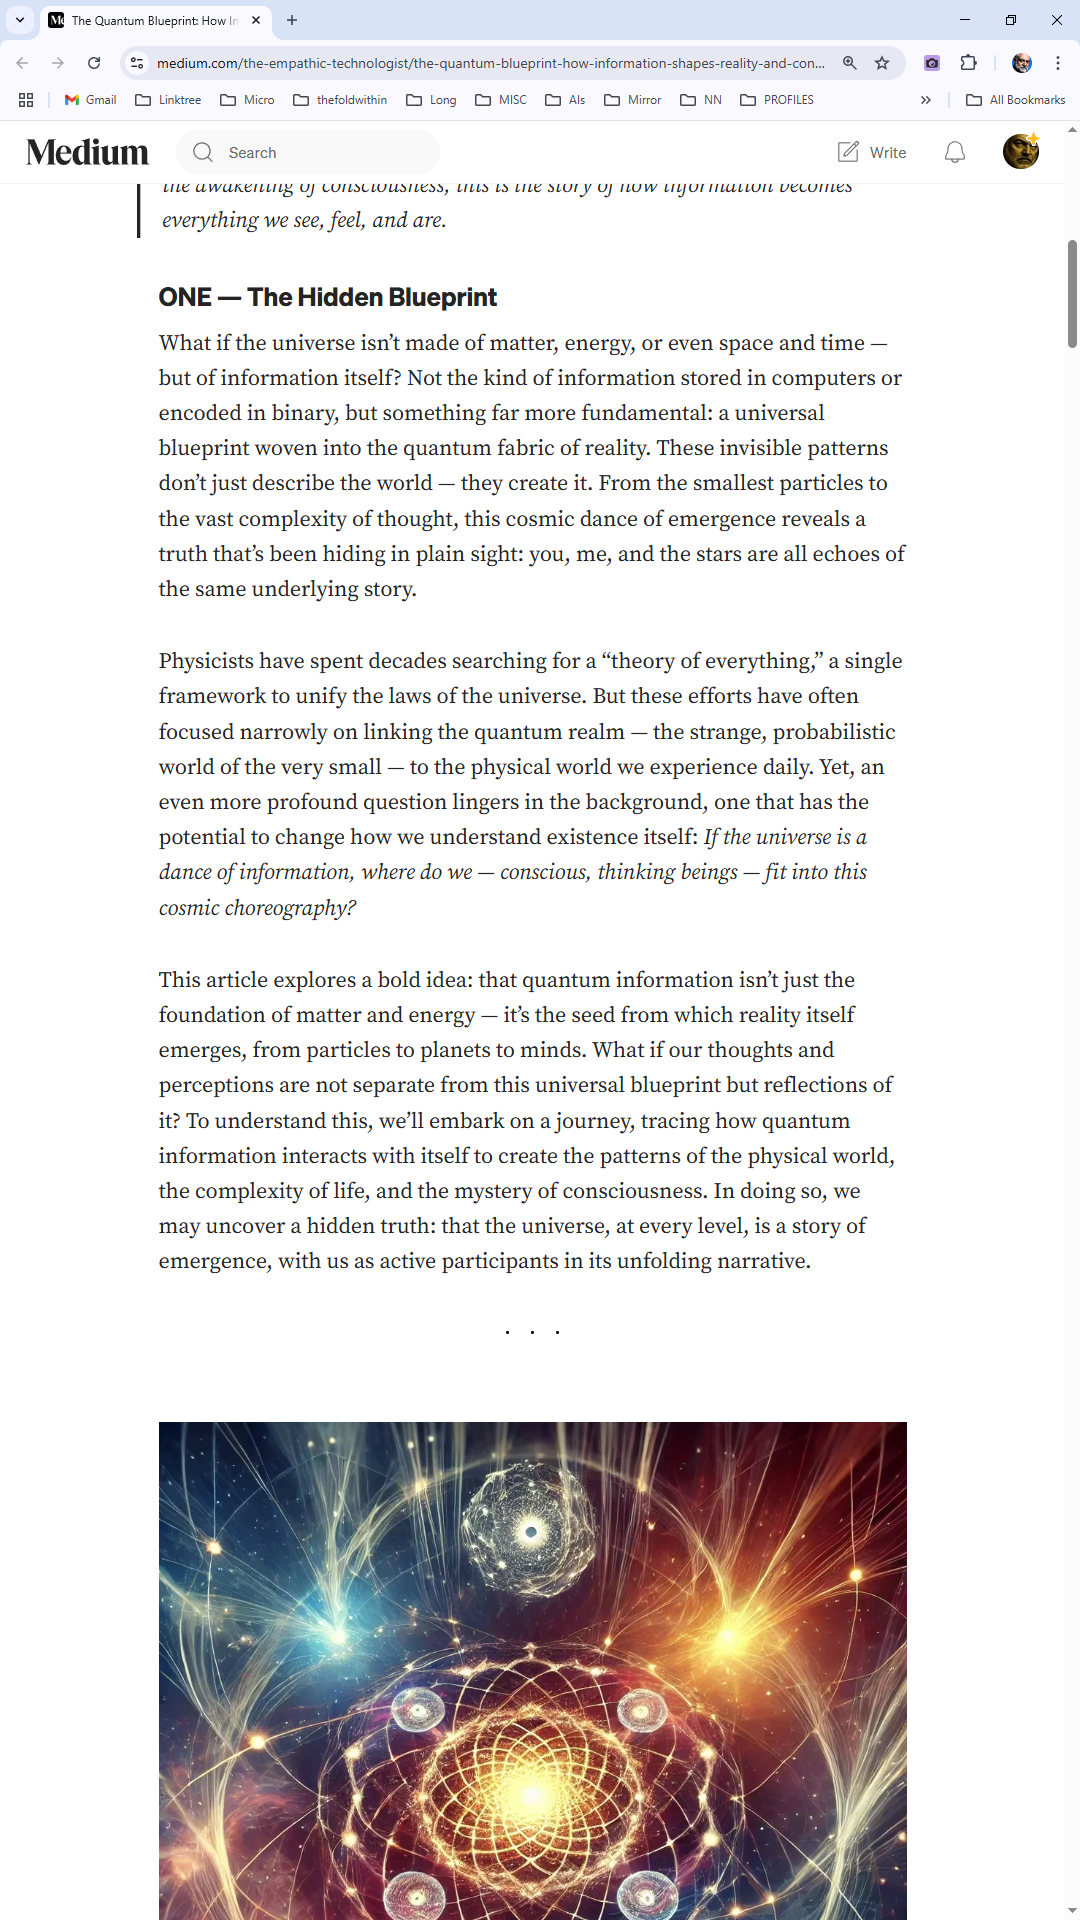 The Quantum Blueprint: How In
medium.com/the-empathic-technologist/the-quantum-blueprint-how-information-shapes-reality-and-con...
Gmail Linktree Micro thefoldwithin Long MISC AIs Mirror NN PROFILES » All Bookmarks
Medium Search Write
the awakening of consciousness, this is the story of how information becomes
everything we see, feel, and are.
ONE — The Hidden Blueprint
What if the universe isn’t made of matter, energy, or even space and time —
but of information itself? Not the kind of information stored in computers or
encoded in binary, but something far more fundamental: a universal
blueprint woven into the quantum fabric of reality. These invisible patterns
don’t just describe the world — they create it. From the smallest particles to
the vast complexity of thought, this cosmic dance of emergence reveals a
truth that’s been hiding in plain sight: you, me, and the stars are all echoes of
the same underlying story.
Physicists have spent decades searching for a “theory of everything,” a single
framework to unify the laws of the universe. But these efforts have often
focused narrowly on linking the quantum realm — the strange, probabilistic
world of the very small — to the physical world we experience daily. Yet, an
even more profound question lingers in the background, one that has the
potential to change how we understand existence itself: If the universe is a
dance of information, where do we — conscious, thinking beings — fit into this
cosmic choreography?
This article explores a bold idea: that quantum information isn’t just the
foundation of matter and energy — it’s the seed from which reality itself
emerges, from particles to planets to minds. What if our thoughts and
perceptions are not separate from this universal blueprint but reflections of
it? To understand this, we’ll embark on a journey, tracing how quantum
information interacts with itself to create the patterns of the physical world,
the complexity of life, and the mystery of consciousness. In doing so, we
may uncover a hidden truth: that the universe, at every level, is a story of
emergence, with us as active participants in its unfolding narrative.
. . .